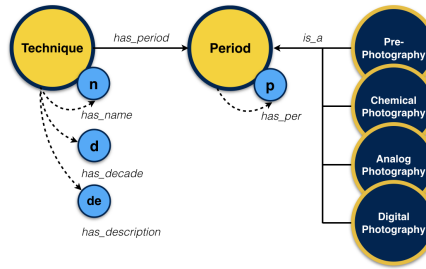 Technique
has_period
Period
is_a
Pre-
Photography
n
has_name
p
has_per
Chemical
Photography
d
has_decade
Analog
Photography
de
has_description
Digital
Photography